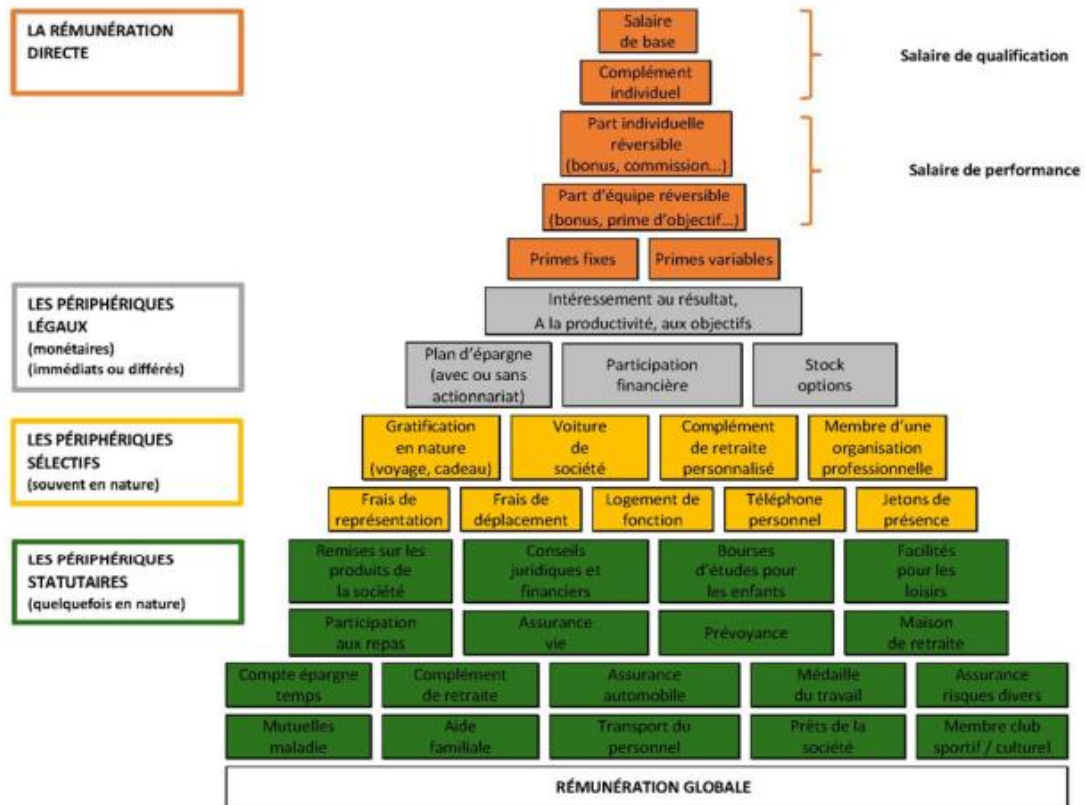 LA RÉMUNÉRATION
DIRECTE
Salaire
de base
Complément
individuel
Salaire de qualification
Part individuelle
réversible
(bonus, commission...)
Part d'équipe réversible
(bonus, prime d'objectif...)
Salaire de performance
Primes fixes
Primes variables
LES PÉRIPHÉRIQUES
LÉGAUX
(monétaires)
(immédiats ou différés)
Intéressement au résultat,
A la productivité, aux objectifs
Plan d'épargne
(avec ou sans
actionnariat)
Participation
financière
Stock
options
LES PÉRIPHÉRIQUES
SÉLECTIFS
(souvent en nature)
Gratification
en nature
(voyage, cadeau)
Voiture
de
société
Complément
de retraite
personnalisé
Membre d'une
organisation
professionnelle
Frais de
représentation
Frais de
déplacement
Logement de
fonction
Téléphone
personnel
Jetons de
présence
LES PÉRIPHÉRIQUES
STATUTAIRES
(quelquefois en nature)
Remises sur les
produits de
la société
Conseils
juridiques et
financiers
Bourses
d'études pour
les enfants
Facilités
pour les
loisirs
Participation
aux repas
Assurance
vie
Prévoyance
Maison
de retraite
Compte épargne
temps
Complément
de retraite
Assurance
automobile
Médaille
du travail
Assurance
risques divers
Mutuelles
maladie
Aide
familiale
Transport du
personnel
Prêts de la
société
Membre club
sportif / culturel
RÉMUNÉRATION GLOBALE